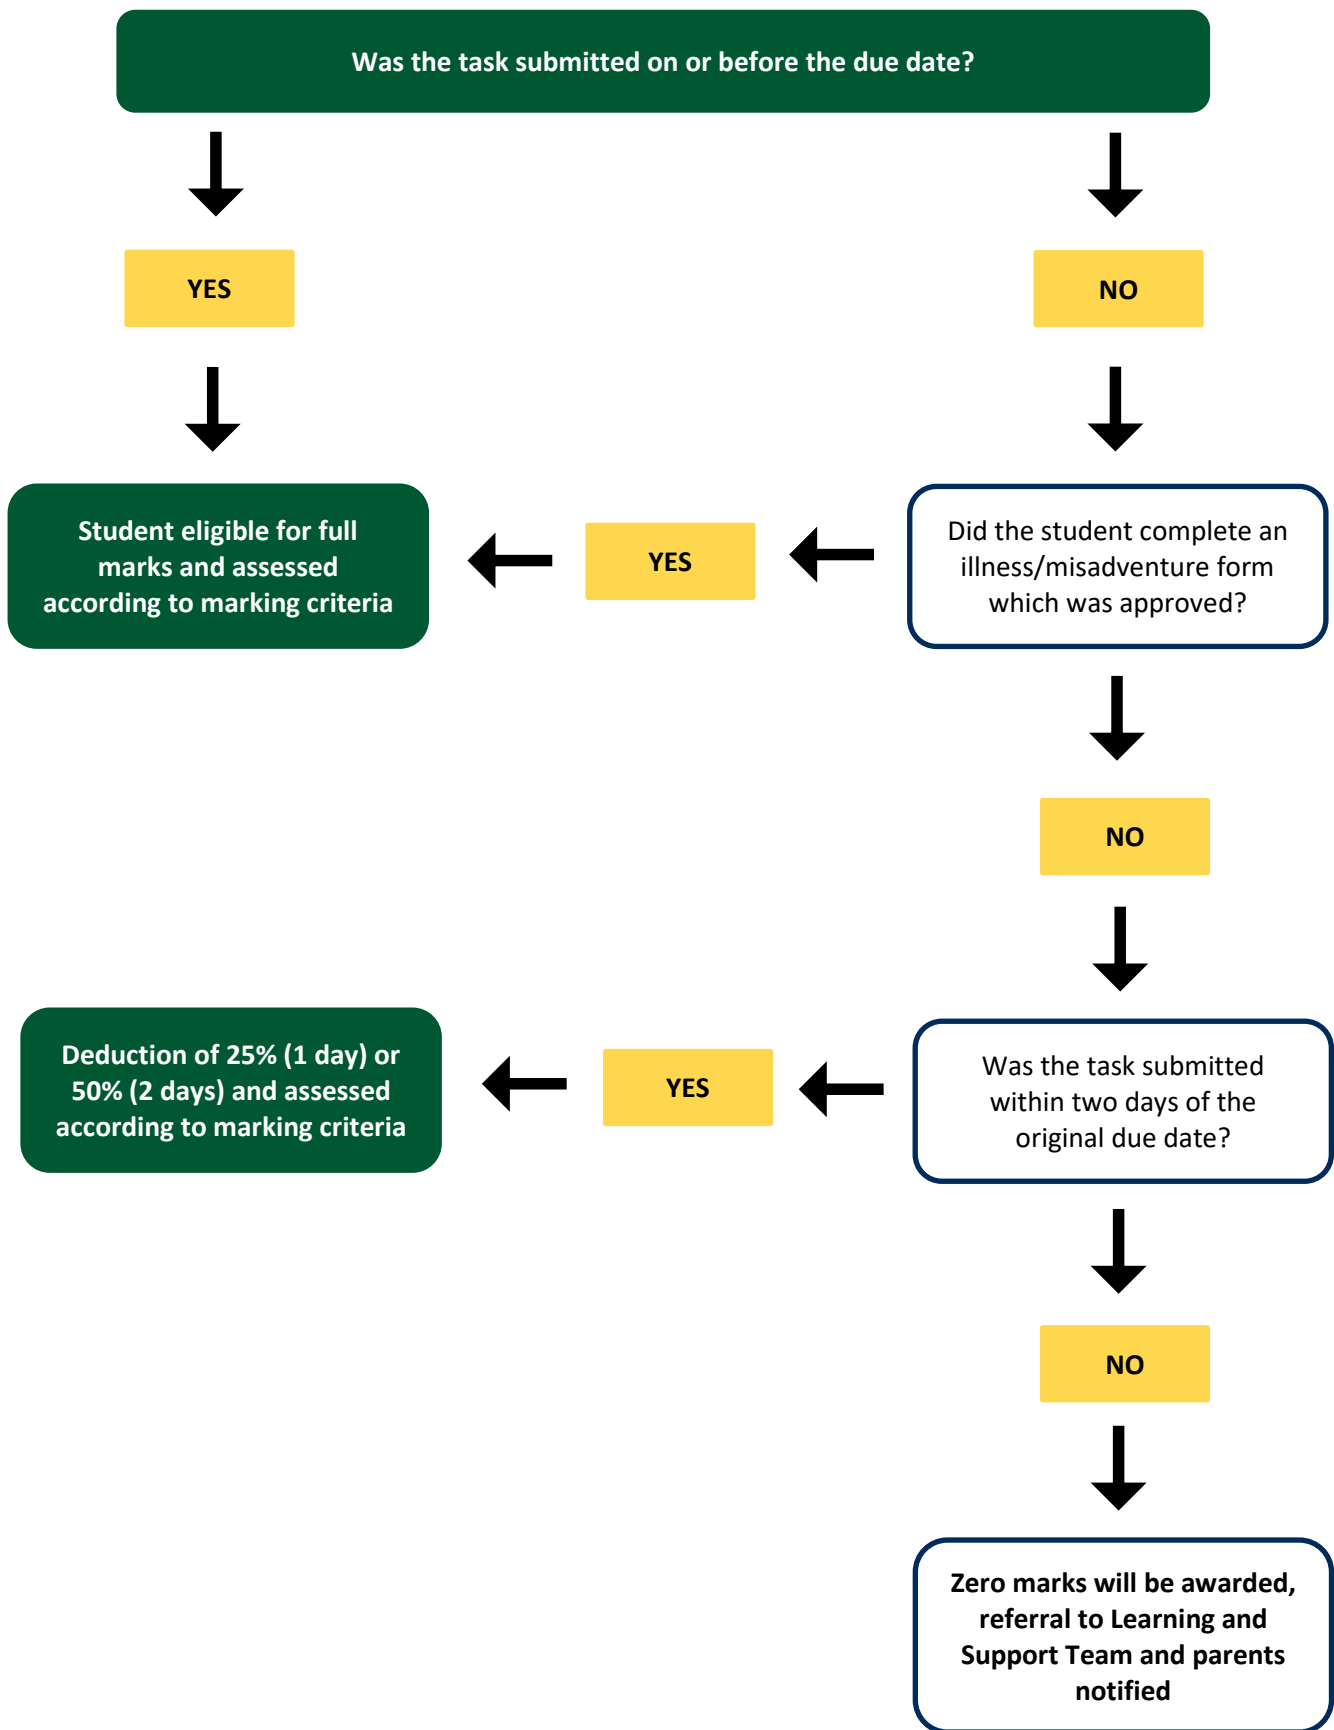 Was the task submitted on or before the due date?
YES
NO
Student eligible for full
marks and assessed
according to marking criteria
YES
Did the student complete an
illness/misadventure form
which was approved?
NO
Deduction of 25% (1 day) or
50% (2 days) and assessed
according to marking criteria
YES
Was the task submitted
within two days of the
original due date?
NO
Zero marks will be awarded,
referral to Learning and
Support Team and parents
notified